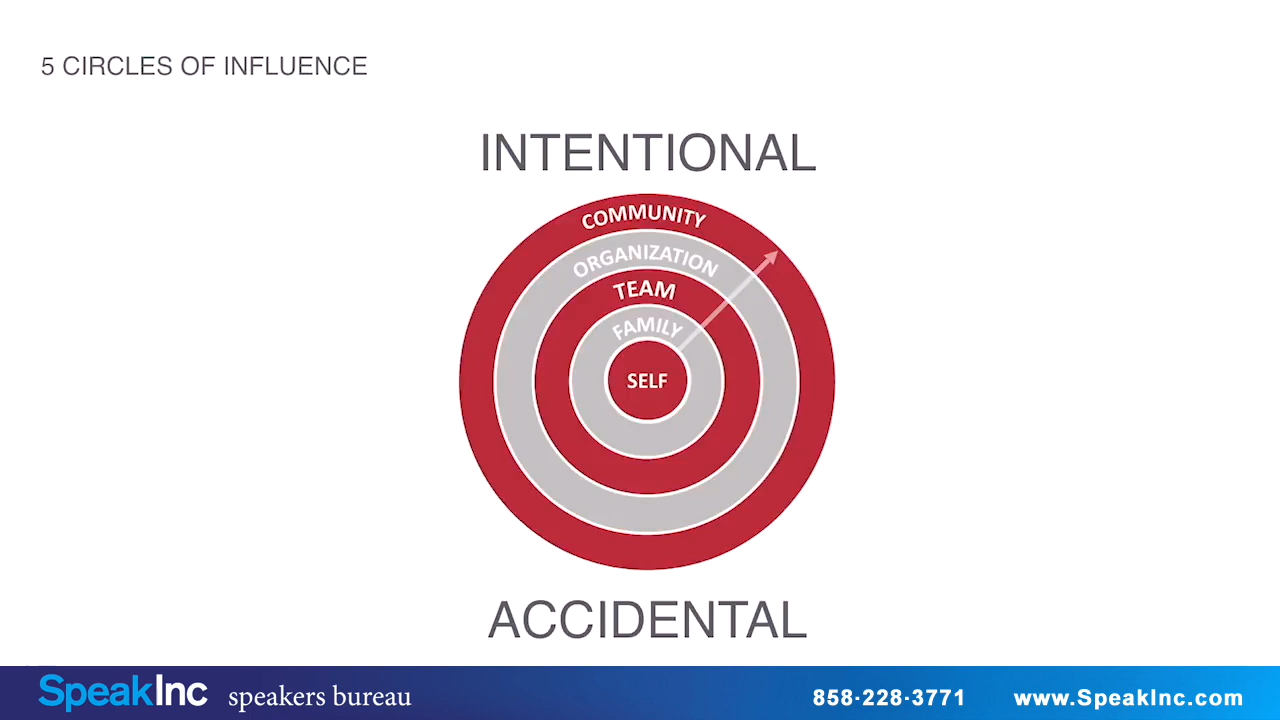 5 CIRCLES OF INFLUENCE
INTENTIONAL
COMMUNITY
ORGANIZATION
TEAM
FAMILY
SELF
ACCIDENTAL
SpeakInc speakers bureau 858-228-3771 www.SpeakInc.com